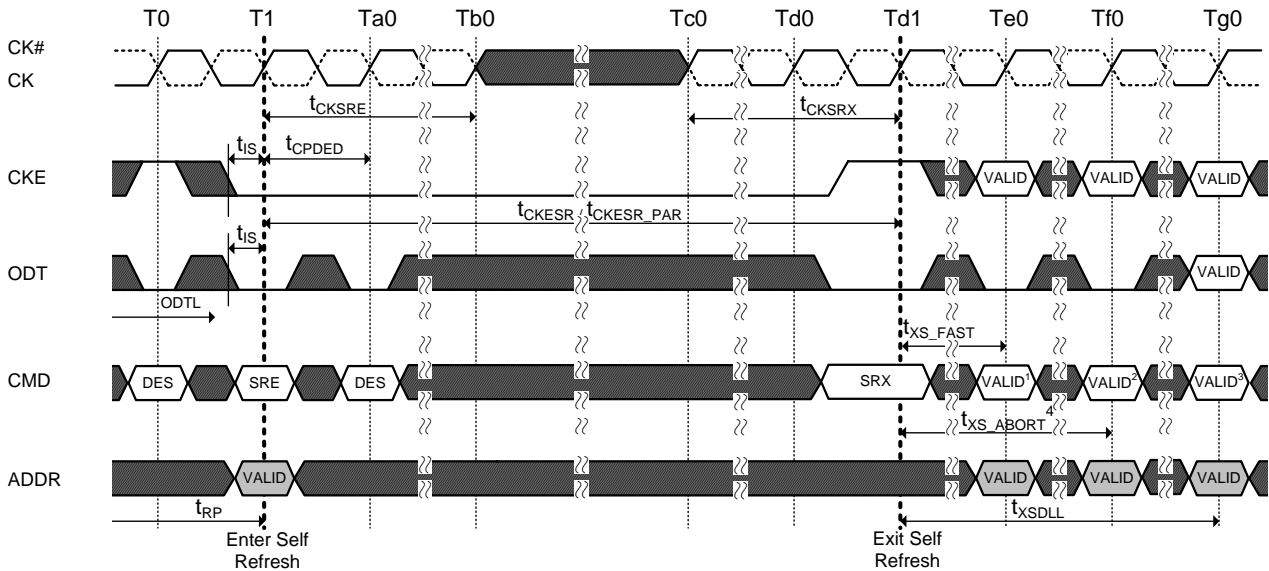 T0 T1 Ta0 Tb0 Tc0 Td0 Td1 Te0 Tf0 Tg0
CK#
CK
tCKSRE tCKSRX
tIS tCPDED
CKE VALID VALID VALID
tCKESR / tCKESR_PAR
tIS
ODT VALID
ODTL
tXS_FAST
CMD DES SRE DES SRX VALID1 VALID2 VALID3
tXS_ABORT4
ADDR VALID VALID VALID VALID
tRP tXSDLL
Enter Self Refresh
Exit Self Refresh